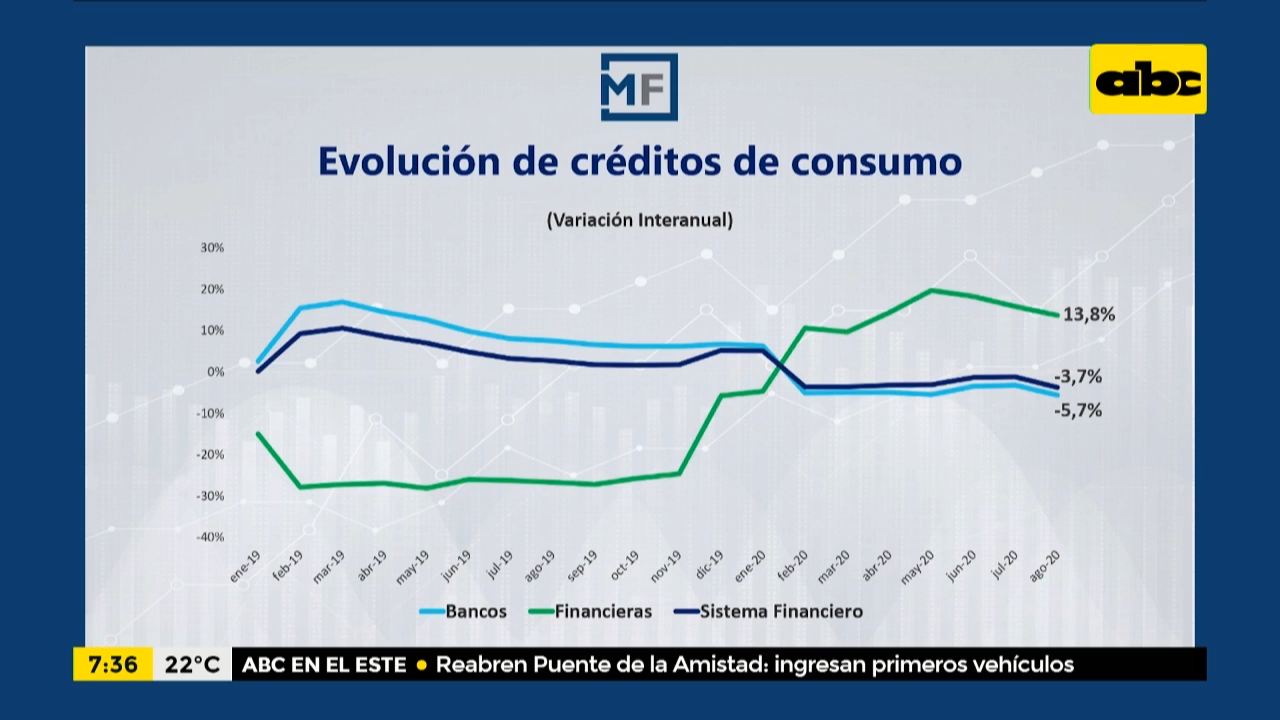 MF
abc
Evolución de créditos de consumo
(Variación Interanual)
30%
20%
10%
0%
-10%
-20%
-30%
-40%
13,8%
-3,7%
-5,7%
ene-19
feb-19
mar-19
abr-19
may-19
jun-19
jul-19
ago-19
sep-19
oct-19
nov-19
dic-19
ene-20
feb-20
mar-20
abr-20
may-20
jun-20
jul-20
ago-20
Bancos Financieras Sistema Financiero
7:36 22°C ABC EN EL ESTE • Reabren Puente de la Amistad: ingresan primeros vehículos